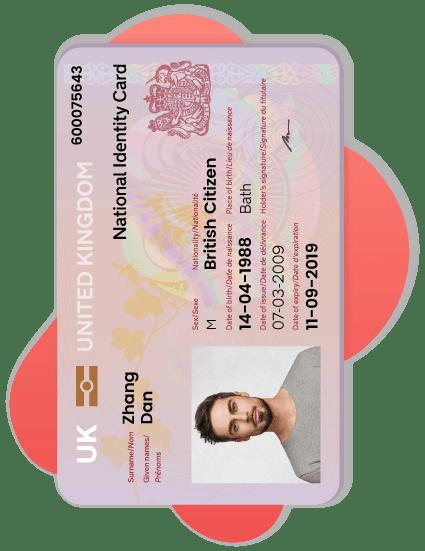 UK UNITED KINGDOM 600075643
National Identity Card
Surname/Nom
Zhang
Given names/
Prénoms
Dan
Sex/Sexe Nationality/Nationalité
M British Citizen
Date of birth/Date de naissance Place of birth/Lieu de naissance
14-04-1988 Bath
Date of issue/Date de délivrance Holder's signature/Signature du titulaire
07-03-2009
Date of expiry/Date d'expiration
11-09-2019